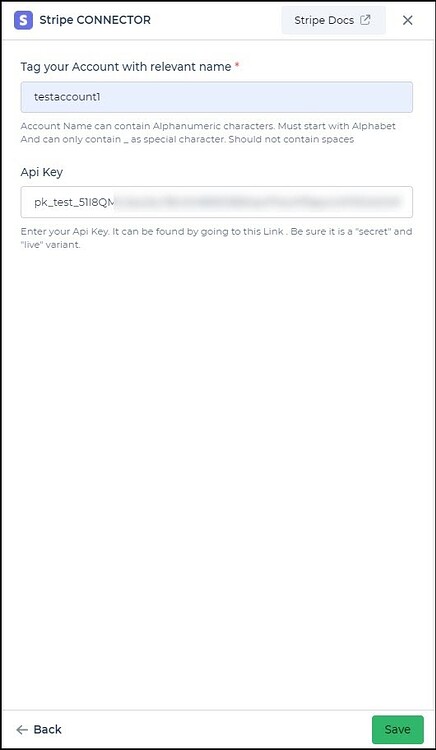 S Stripe CONNECTOR Stripe Docs
Tag your Account with relevant name *
testaccount1
Account Name can contain Alphanumeric characters. Must start with Alphabet
And can only contain _ as special character. Should not contain spaces
Api Key
pk_test_51I8QM
Enter your Api Key. It can be found by going to this Link . Be sure it is a "secret" and
"live" variant.
Back Save